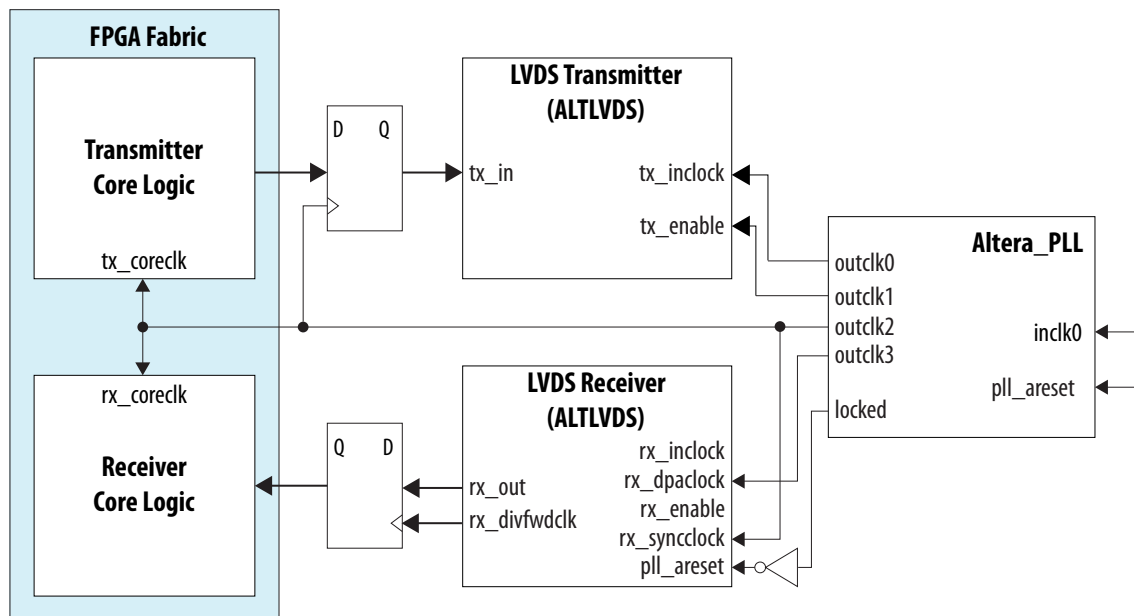 FPGA Fabric
Transmitter
Core Logic
tx_coreclk
D Q
LVDS Transmitter
(ALTLVDS)
tx_in
tx_inclock
tx_enable
Altera_PLL
outclk0
outclk1
outclk2
outclk3
locked
inclk0
pll_areset
rx_coreclk
Receiver
Core Logic
Q D
LVDS Receiver
(ALTLVDS)
rx_out
rx_divfwdclk
rx_inclock
rx_dpaclock
rx_enable
rx_syncclock
pll_areset